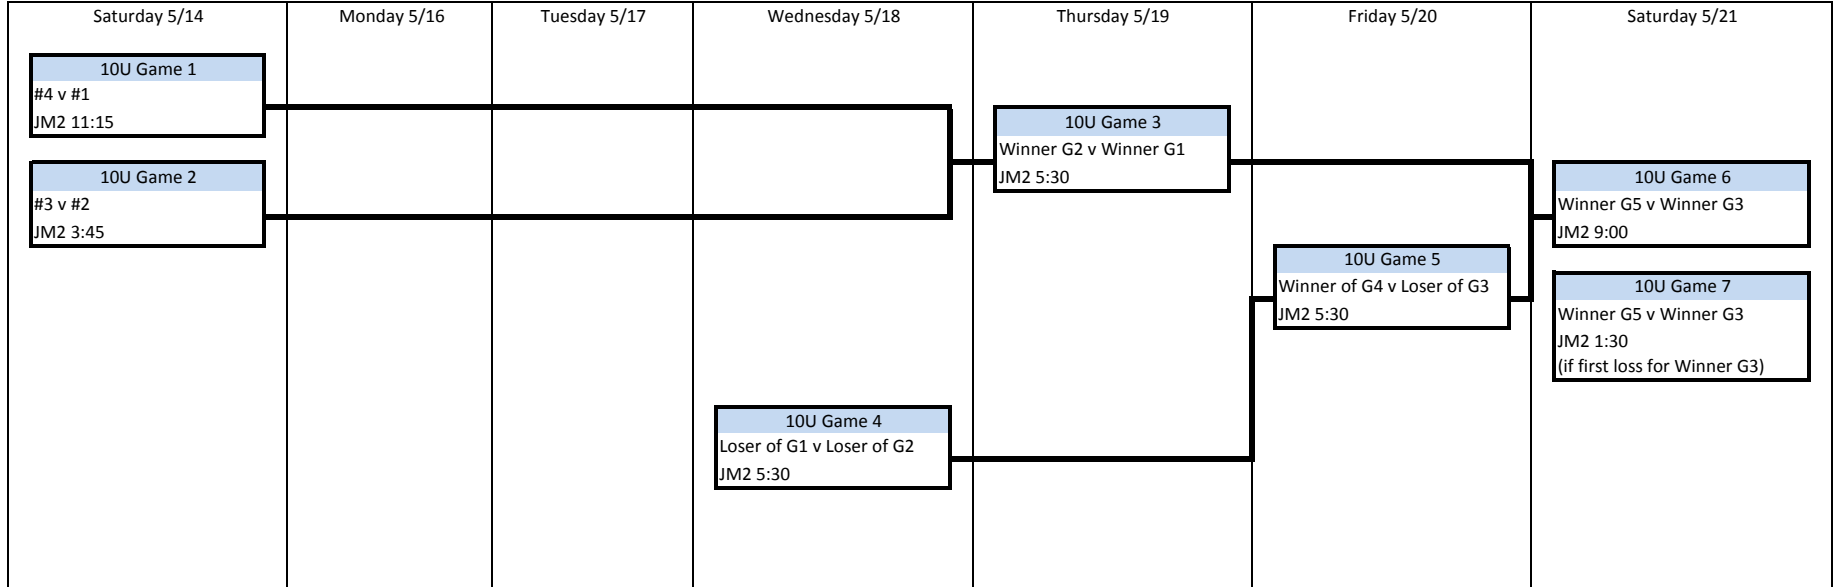 Saturday 5/14
Monday 5/16
Tuesday 5/17
Wednesday 5/18
Thursday 5/19
Friday 5/20
Saturday 5/21
10U Game 1
#4 v #1
JM2 11:15
10U Game 2
#3 v #2
JM2 3:45
10U Game 4
Loser of G1 v Loser of G2
JM2 5:30
10U Game 3
Winner G2 v Winner G1
JM2 5:30
10U Game 5
Winner of G4 v Loser of G3
JM2 5:30
10U Game 6
Winner G5 v Winner G3
JM2 9:00
10U Game 7
Winner G5 v Winner G3
JM2 1:30
(if first loss for Winner G3)